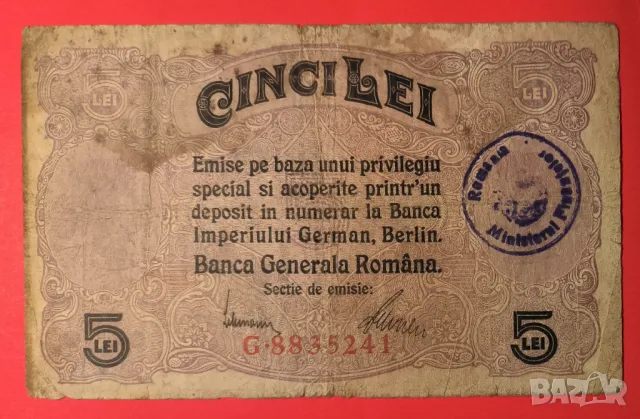 5 LEI
CINCI LEI
5 LEI
Emise pe baza unui privilegiu
special si acoperite printr'un
deposit in numerar la Banca
Imperiului German, Berlin.
Banca Generala Româna.
Sectie de emisie:
România
Ministerul
5 LEI
G·8835241
5 LEI
BAZAR